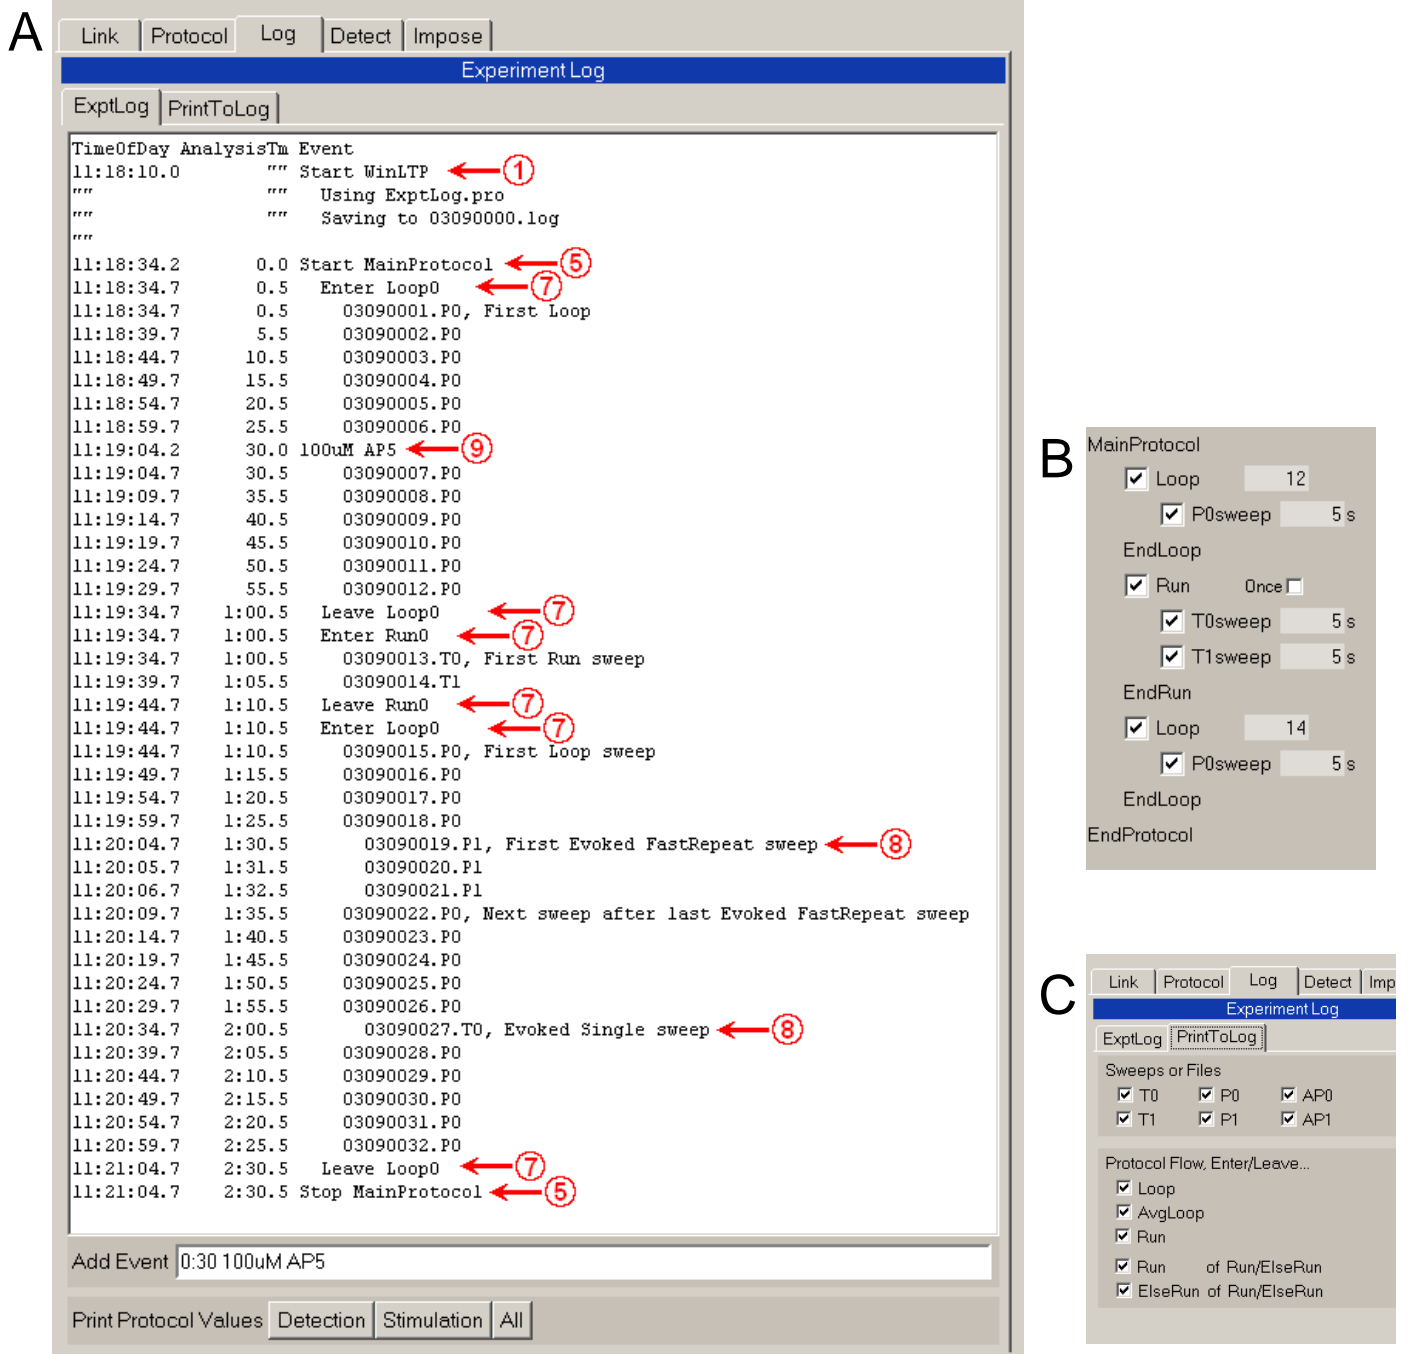 A
Link Protocol Log Detect Impose
Experiment Log
ExptLog PrintToLog
TimeOfDay AnalysisTm Event
11:18:10.0 "" Start WinLTP ①
"" "" Using ExptLog.pro
"" "" Saving to 03090000.log
""
11:18:34.2 0.0 Start MainProtocol ⑤
11:18:34.7 0.5 Enter Loop0 ⑦
11:18:34.7 0.5 03090001.P0, First Loop
11:18:39.7 5.5 03090002.P0
11:18:44.7 10.5 03090003.P0
11:18:49.7 15.5 03090004.P0
11:18:54.7 20.5 03090005.P0
11:18:59.7 25.5 03090006.P0
11:19:04.2 30.0 100uM AP5 ⑨
11:19:04.7 30.5 03090007.P0
11:19:09.7 35.5 03090008.P0
11:19:14.7 40.5 03090009.P0
11:19:19.7 45.5 03090010.P0
11:19:24.7 50.5 03090011.P0
11:19:29.7 55.5 03090012.P0
11:19:34.7 1:00.5 Leave Loop0 ⑦
11:19:34.7 1:00.5 Enter Run0 ⑦
11:19:34.7 1:00.5 03090013.T0, First Run sweep
11:19:39.7 1:05.5 03090014.T1
11:19:44.7 1:10.5 Leave Run0 ⑦
11:19:44.7 1:10.5 Enter Loop0 ⑦
11:19:44.7 1:10.5 03090015.P0, First Loop sweep
11:19:49.7 1:15.5 03090016.P0
11:19:54.7 1:20.5 03090017.P0
11:19:59.7 1:25.5 03090018.P0
11:20:04.7 1:30.5 03090019.P1, First Evoked FastRepeat sweep ⑧
11:20:05.7 1:31.5 03090020.P1
11:20:06.7 1:32.5 03090021.P1
11:20:09.7 1:35.5 03090022.P0, Next sweep after last Evoked FastRepeat sweep
11:20:14.7 1:40.5 03090023.P0
11:20:19.7 1:45.5 03090024.P0
11:20:24.7 1:50.5 03090025.P0
11:20:29.7 1:55.5 03090026.P0
11:20:34.7 2:00.5 03090027.T0, Evoked Single sweep ⑧
11:20:39.7 2:05.5 03090028.P0
11:20:44.7 2:10.5 03090029.P0
11:20:49.7 2:15.5 03090030.P0
11:20:54.7 2:20.5 03090031.P0
11:20:59.7 2:25.5 03090032.P0
11:21:04.7 2:30.5 Leave Loop0 ⑦
11:21:04.7 2:30.5 Stop MainProtocol ⑤
Add Event 0:30 100uM AP5
Print Protocol Values Detection Stimulation All
B
MainProtocol
Loop 12
P0sweep 5 s
EndLoop
Run Once
T0sweep 5 s
T1sweep 5 s
EndRun
Loop 14
P0sweep 5 s
EndLoop
EndProtocol
C
Link Protocol Log Detect Imp
Experiment Log
ExptLog PrintToLog
Sweeps or Files
T0 P0 AP0
T1 P1 AP1
Protocol Flow, Enter/Leave...
Loop
AvgLoop
Run
Run of Run/ElseRun
ElseRun of Run/ElseRun